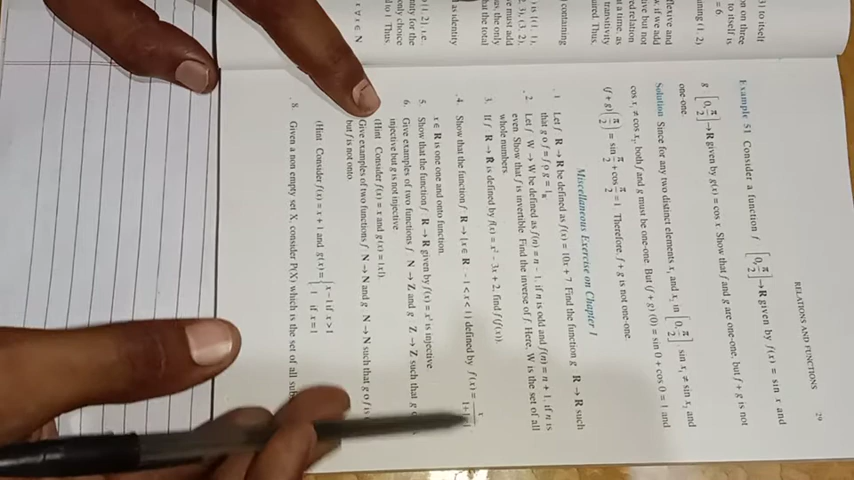 RELATIONS AND FUNCTIONS 29
Example 51 Consider a function f [0, π/2] → R given by f(x) = sin x and
g [0, π/2] → R given by g(x) = cos x. Show that f and g are one-one, but f + g is not
one-one.
Solution Since for any two distinct elements x₁ and x₂ in [0, π/2], sin x₁ ≠ sin x₂ and
cos x₁ ≠ cos x₂, both f and g must be one-one. But (f + g) (0) = sin 0 + cos 0 = 1 and
(f + g)(π/2) = sin π/2 + cos π/2 = 1 Therefore, f + g is not one-one.
Miscellaneous Exercise on Chapter 1
1 Let f R → R be defined as f(x) = 10x + 7. Find the function g R → R such
that g o f = f o g = 1R
2. Let f W → W be defined as f(n) = n - 1, if n is odd and f(n) = n + 1, if n is
even. Show that f is invertible. Find the inverse of f. Here, W is the set of all
whole numbers.
3. If f R → R is defined by f(x) = x² - 3x + 2, find f(f(x)).
4. Show that the function f R → {x ∈ R - 1 < x < 1} defined by f(x) = x
x ∈ R is one one and onto function.
5. Show that the function f R → R given by f(x) = x³ is injective.
6. Give examples of two functions f N → Z and g Z → Z such that g
injective but g is not injective.
(Hint Consider f(x) = x and g(x) = |x|).
Give examples of two functions f N → N and g N → N such that g o f is
but f is not onto.
(Hint Consider f(x) = x + 1 and g(x) = { x - 1 if x > 1
1 if x = 1
8. Given a non empty set X, consider P(X) which is the set of all